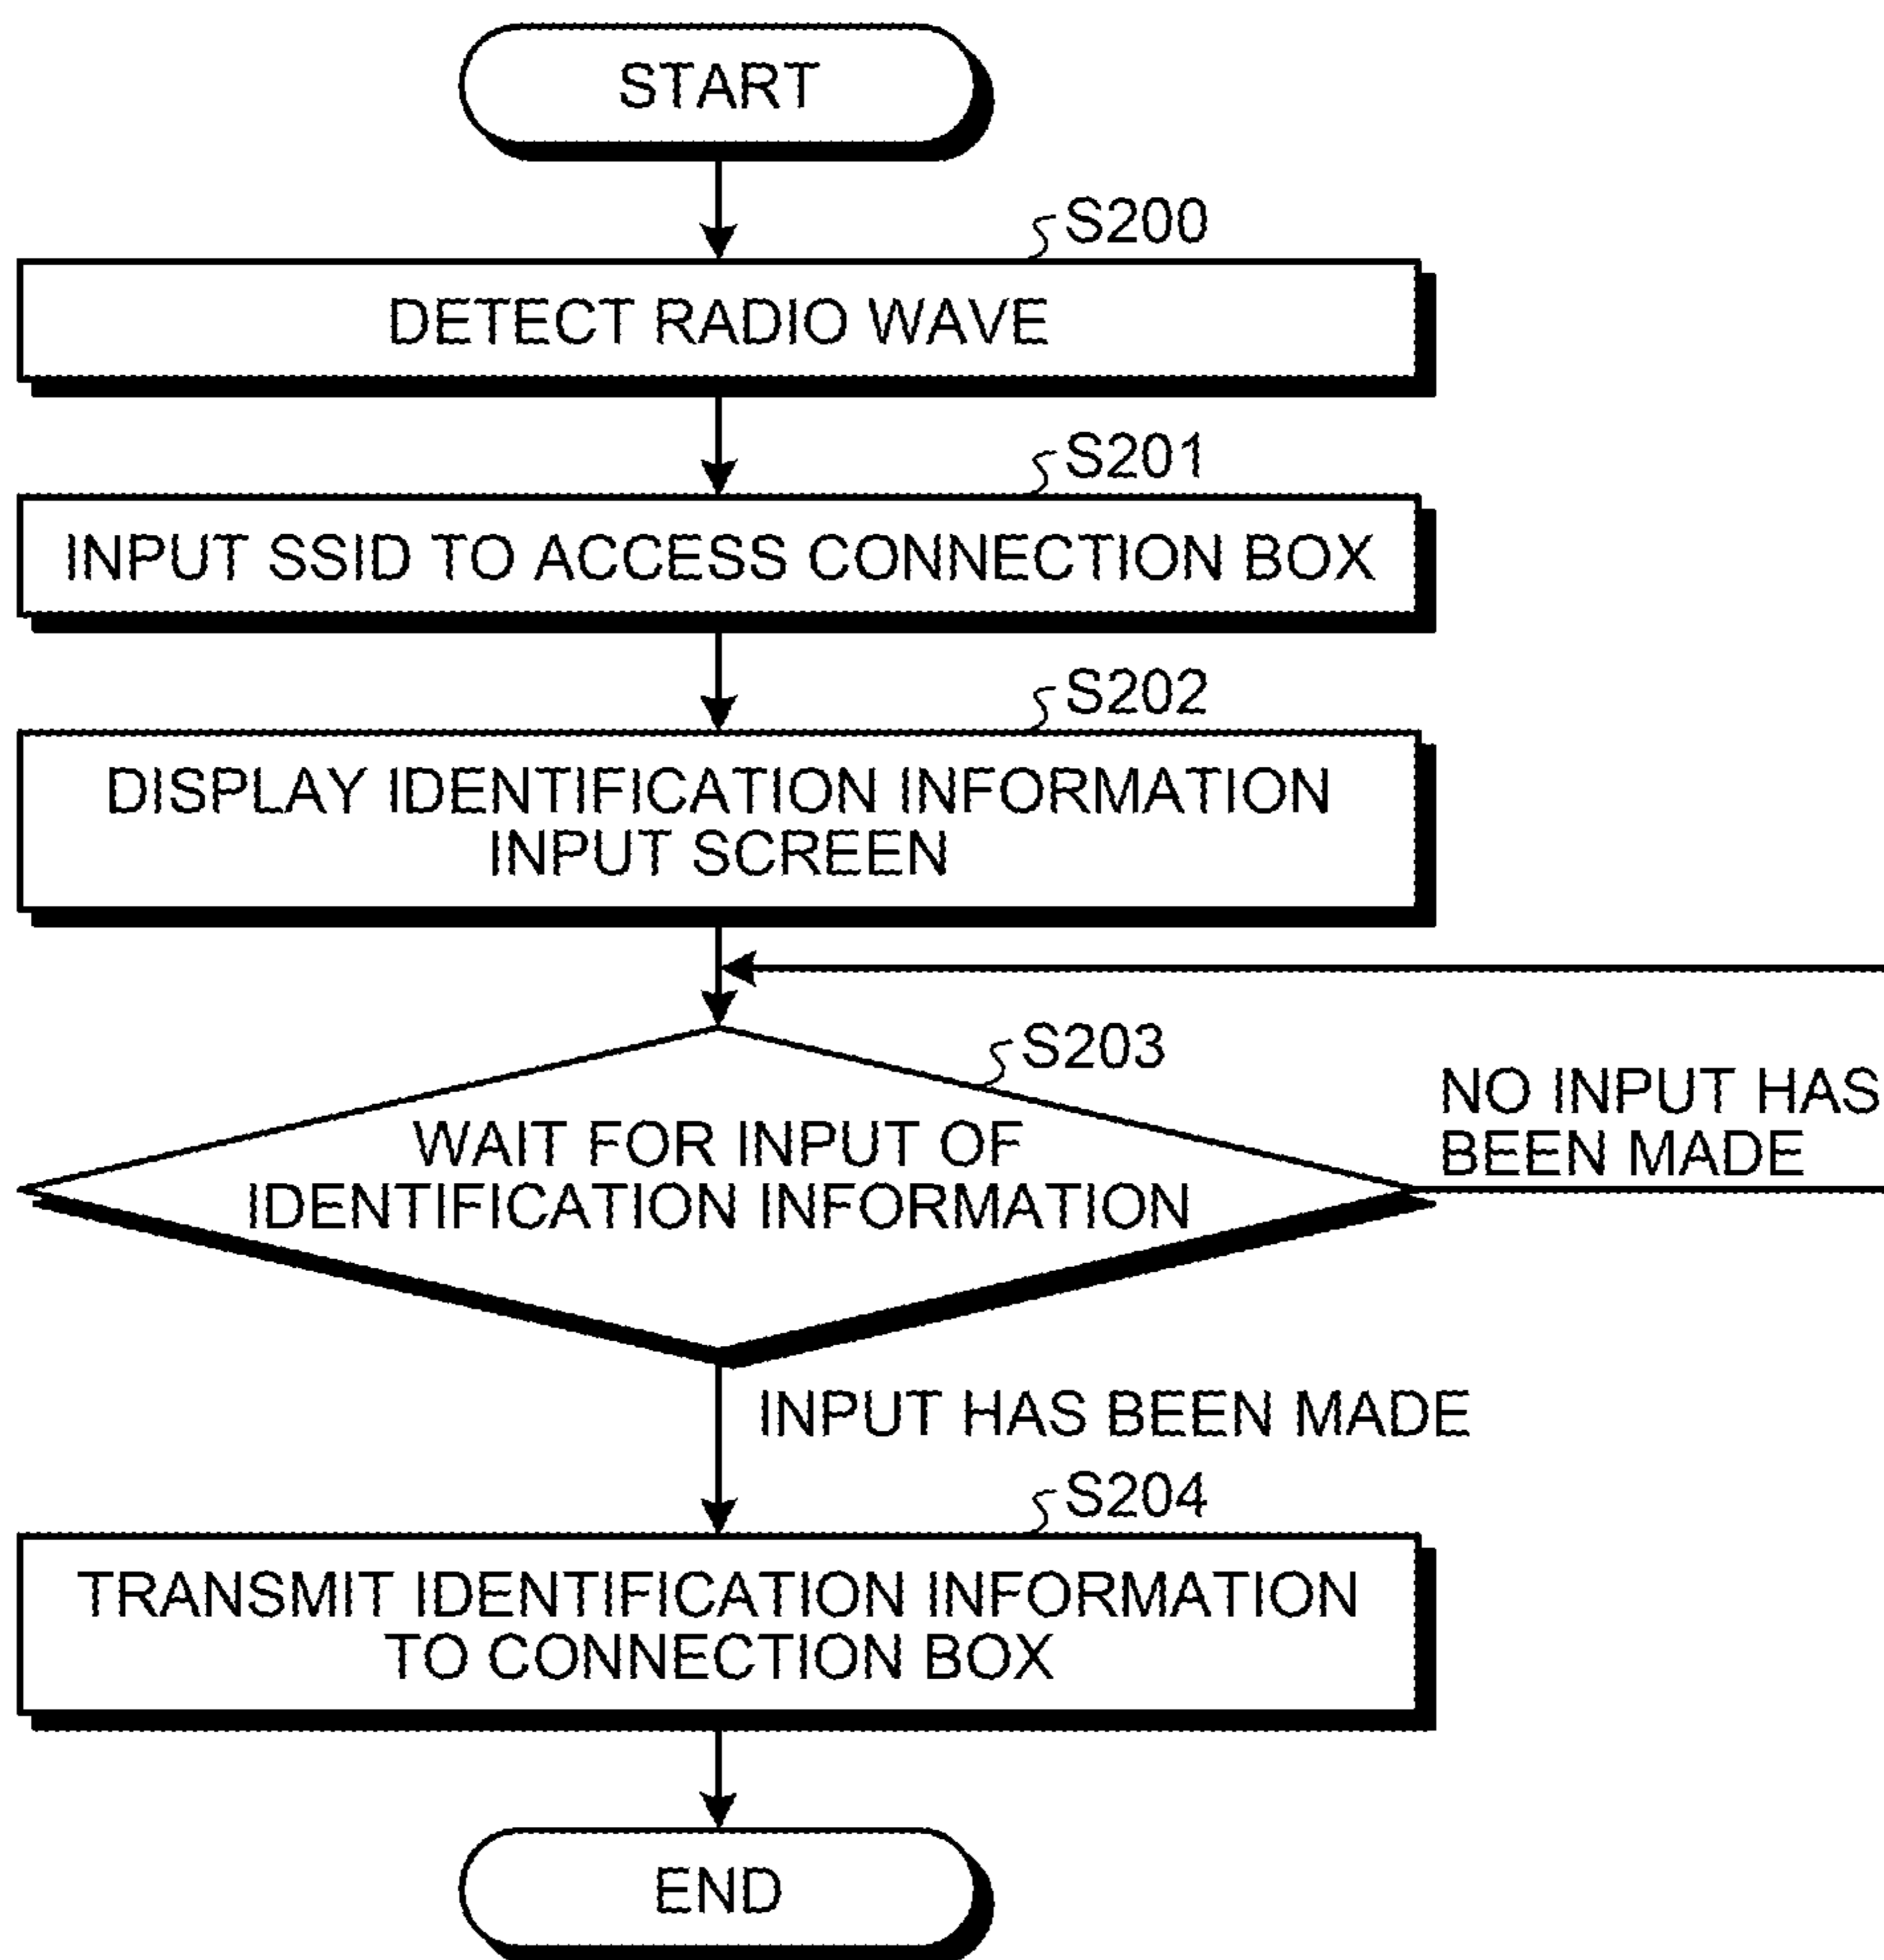 START
S200
DETECT RADIO WAVE
S201
INPUT SSID TO ACCESS CONNECTION BOX
S202
DISPLAY IDENTIFICATION INFORMATION
INPUT SCREEN
S203
WAIT FOR INPUT OF
IDENTIFICATION INFORMATION
NO INPUT HAS
BEEN MADE
INPUT HAS BEEN MADE
S204
TRANSMIT IDENTIFICATION INFORMATION
TO CONNECTION BOX
END